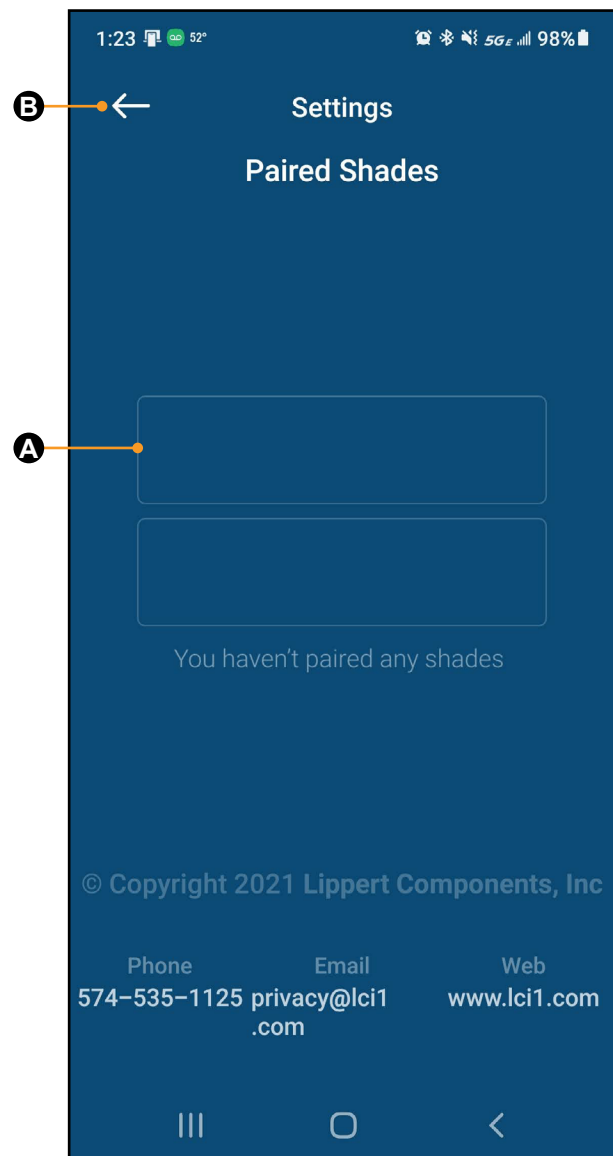 1:23 52° 5GE 98%
B
Settings
Paired Shades
A
You haven't paired any shades
© Copyright 2021 Lippert Components, Inc
Phone Email Web
574–535–1125 privacy@lci1 www.lci1.com
.com